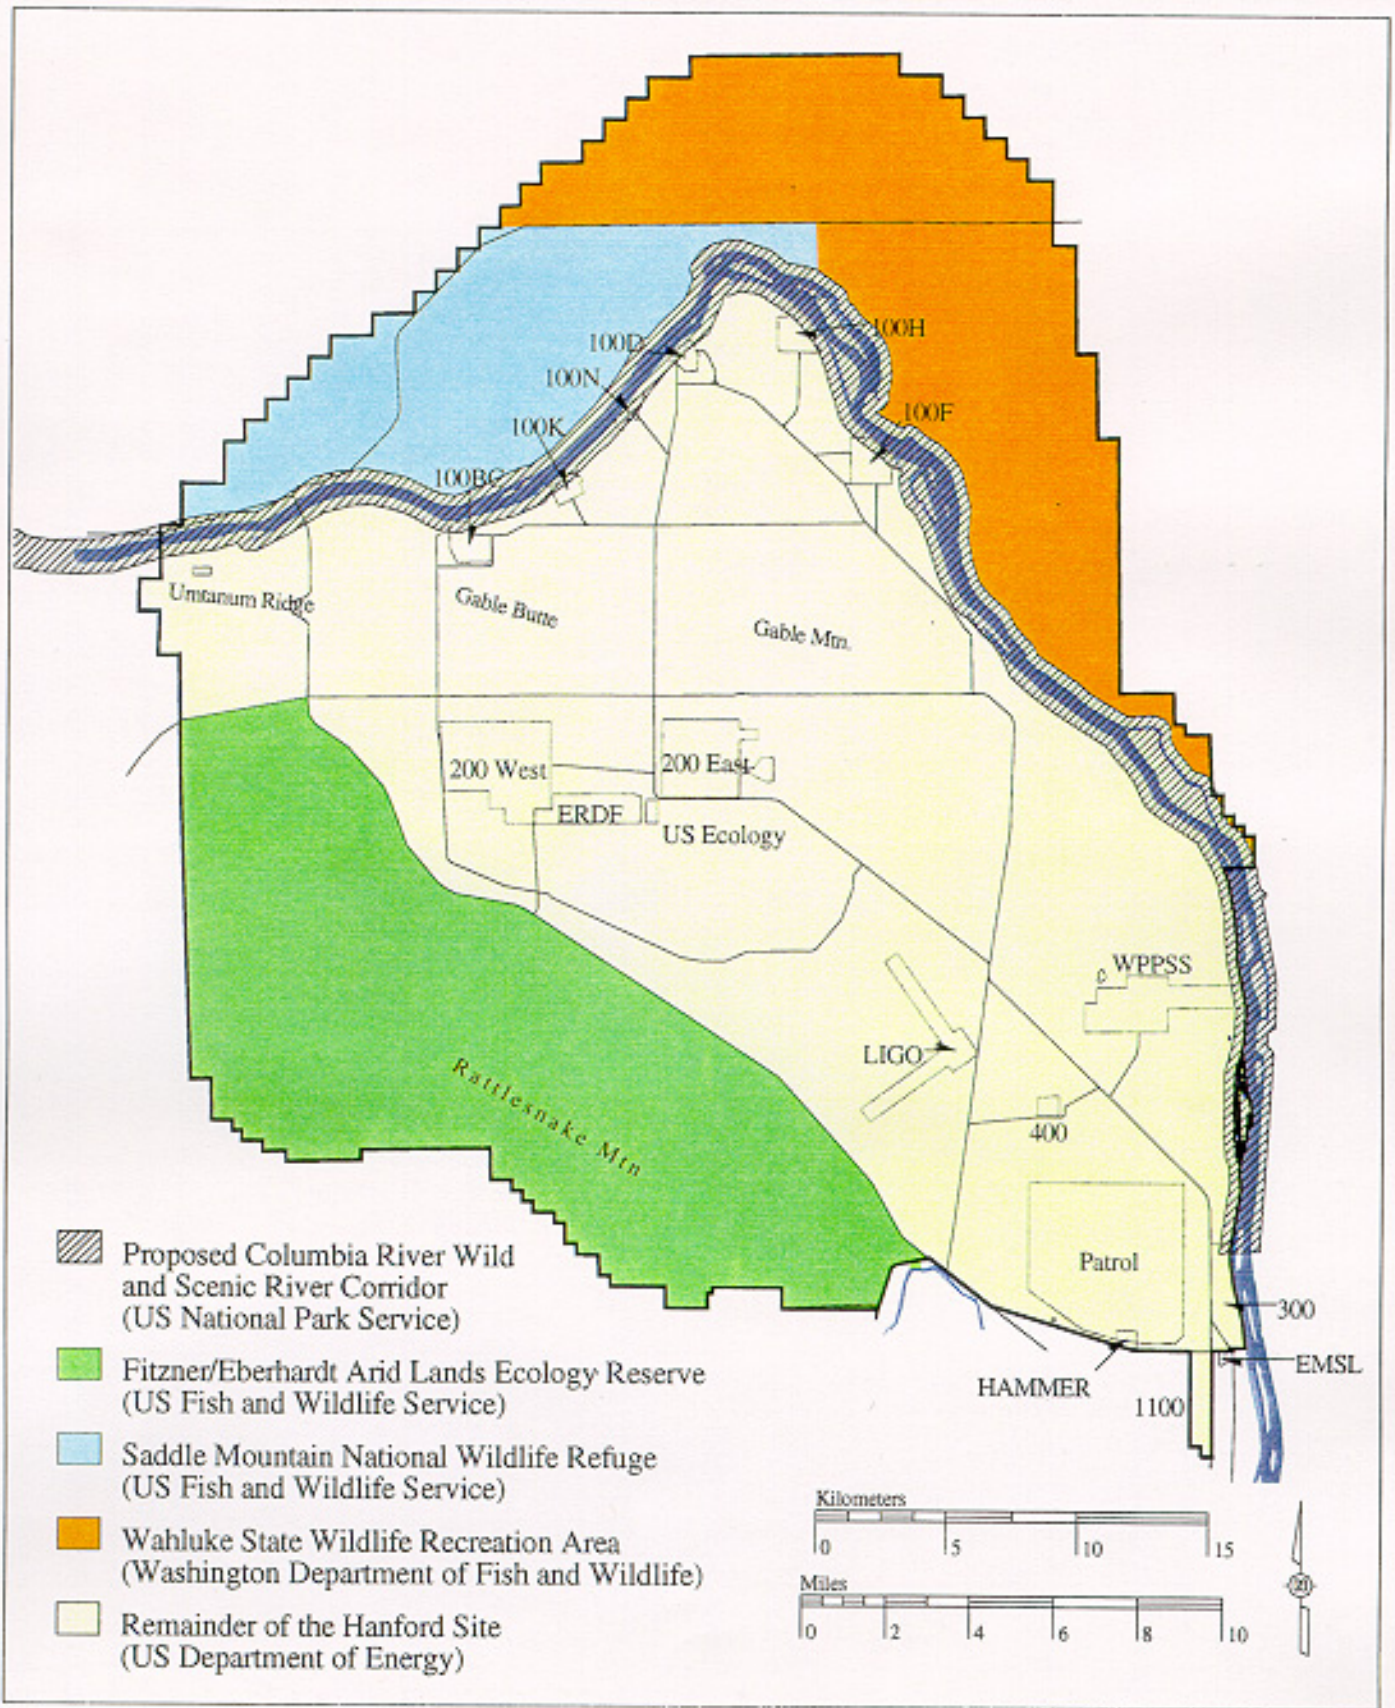 100H
100D
100N
100F
100K
100BC
Umtanum Ridge
Gable Butte
Gable Mtn.
200 West
200 East
ERDF
US Ecology
WPPSS
LIGO
400
Rattlesnake Mtn
Patrol
300
EMSL
HAMMER
1100
Proposed Columbia River Wild
and Scenic River Corridor
(US National Park Service)
Fitzner/Eberhardt Arid Lands Ecology Reserve
(US Fish and Wildlife Service)
Saddle Mountain National Wildlife Refuge
(US Fish and Wildlife Service)
Wahluke State Wildlife Recreation Area
(Washington Department of Fish and Wildlife)
Remainder of the Hanford Site
(US Department of Energy)
Kilometers
0 5 10 15
Miles
0 2 4 6 8 10